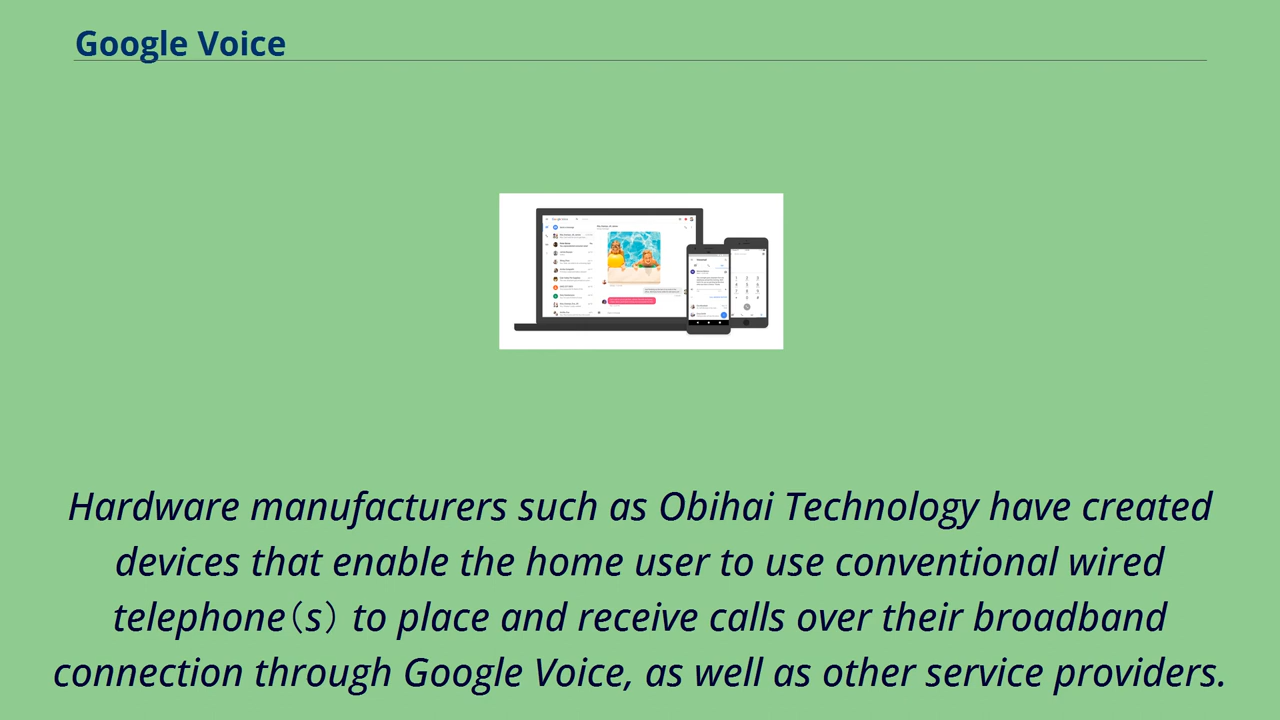 Google Voice
Hardware manufacturers such as Obihai Technology have created
devices that enable the home user to use conventional wired
telephone(s) to place and receive calls over their broadband
connection through Google Voice, as well as other service providers.